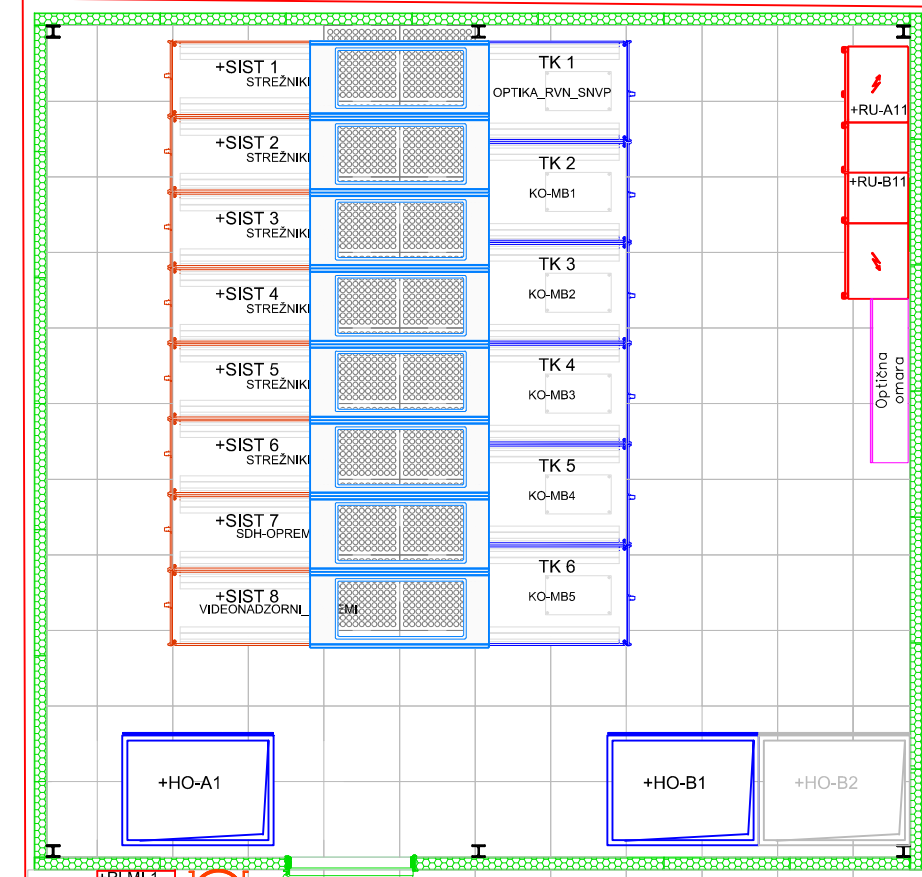 +SIST 1
STREŽNIKI
+SIST 2
STREŽNIKI
+SIST 3
STREŽNIKI
+SIST 4
STREŽNIKI
+SIST 5
STREŽNIKI
+SIST 6
STREŽNIKI
+SIST 7
SDH-OPREM
+SIST 8
VIDEONADZORNI_ EMI
TK 1
OPTIKA_RVN_SNVP
TK 2
KO-MB1
TK 3
KO-MB2
TK 4
KO-MB3
TK 5
KO-MB4
TK 6
KO-MB5
+RU-A11
+RU-B11
Optična
omara
+HO-A1
+HO-B1
+HO-B2